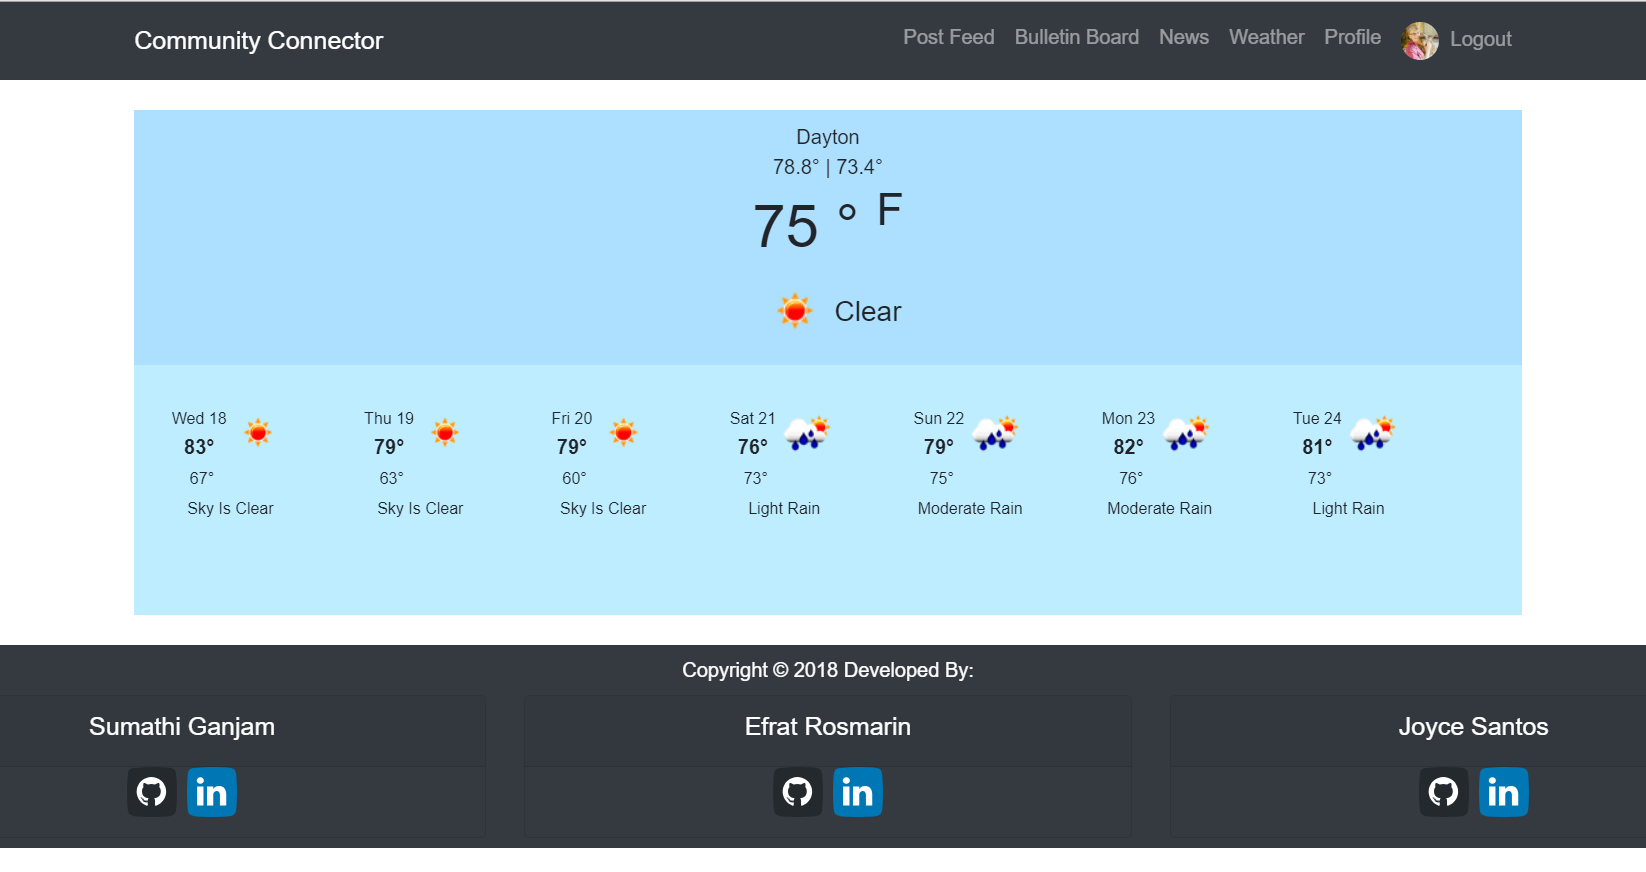 Community Connector
Post Feed Bulletin Board News Weather Profile Logout
Dayton
78.8° | 73.4°
75 ° F
Clear
Wed 18 Thu 19 Fri 20 Sat 21 Sun 22 Mon 23 Tue 24
83° 79° 79° 76° 79° 82° 81°
67° 63° 60° 73° 75° 76° 73°
Sky Is Clear Sky Is Clear Sky Is Clear Light Rain Moderate Rain Moderate Rain Light Rain
Copyright © 2018 Developed By:
Sumathi Ganjam Efrat Rosmarin Joyce Santos
in in in